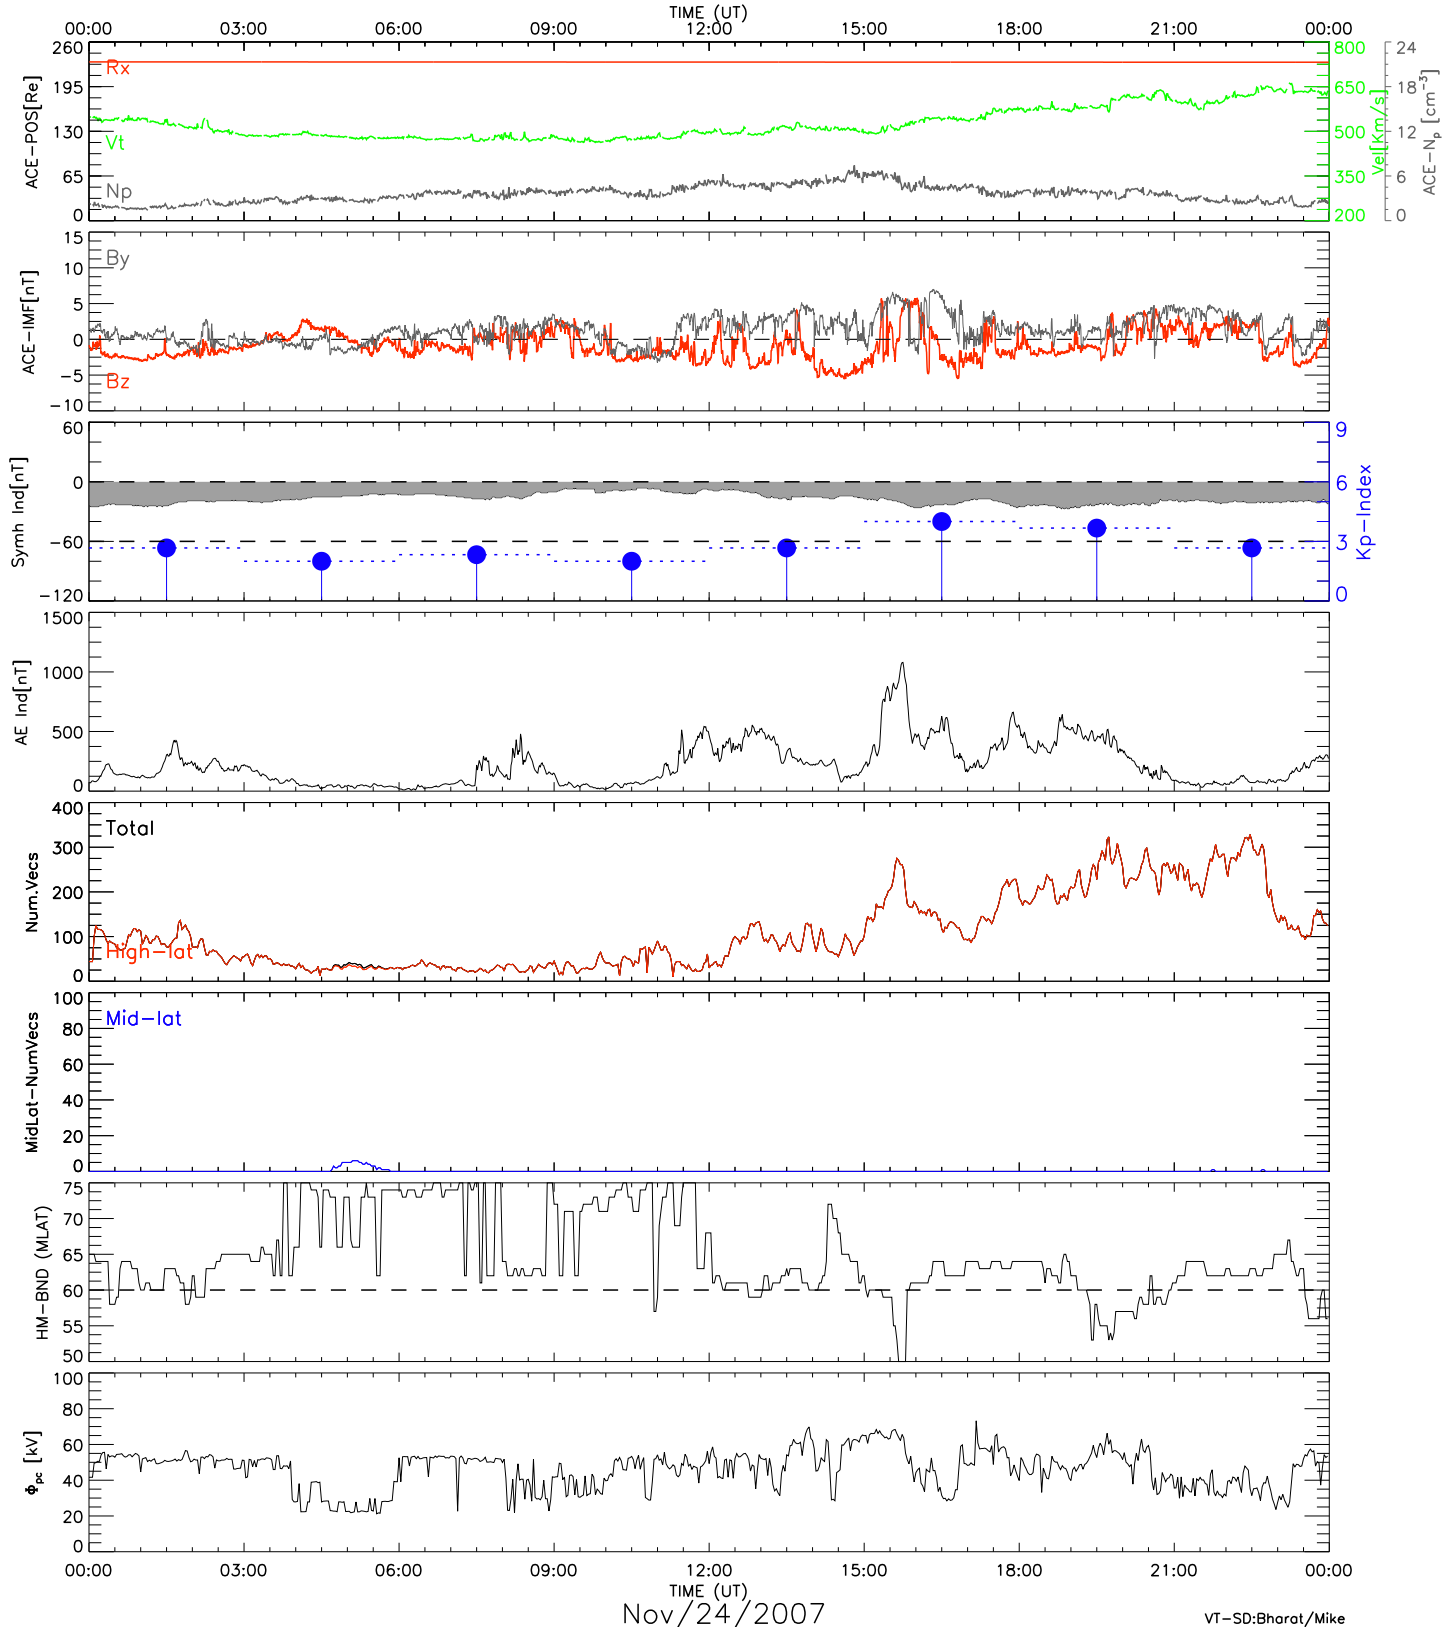 TIME (UT)
00:00 03:00 06:00 09:00 12:00 15:00 18:00 21:00 00:00
ACE-POS[Re]
260
195
130
65
0
Rx
Vt
Np
800
650
500
350
200
Vel[Km/s]
24
18
12
6
0
ACE-Np [cm⁻³]
ACE-IMF[nT]
15
10
5
0
-5
-10
By
Bz
Symh Ind[nT]
60
0
-60
-120
9
6
3
0
Kp-Index
AE Ind[nT]
1500
1000
500
0
Num.Vecs
400
300
200
100
0
Total
High-lat
MidLat-NumVecs
100
80
60
40
20
0
Mid-lat
HM-BND (MLAT)
75
70
65
60
55
50
Φpc [kV]
100
80
60
40
20
0
00:00 03:00 06:00 09:00 12:00 15:00 18:00 21:00 00:00
TIME (UT)
Nov/24/2007
VT-SD:Bharat/Mike